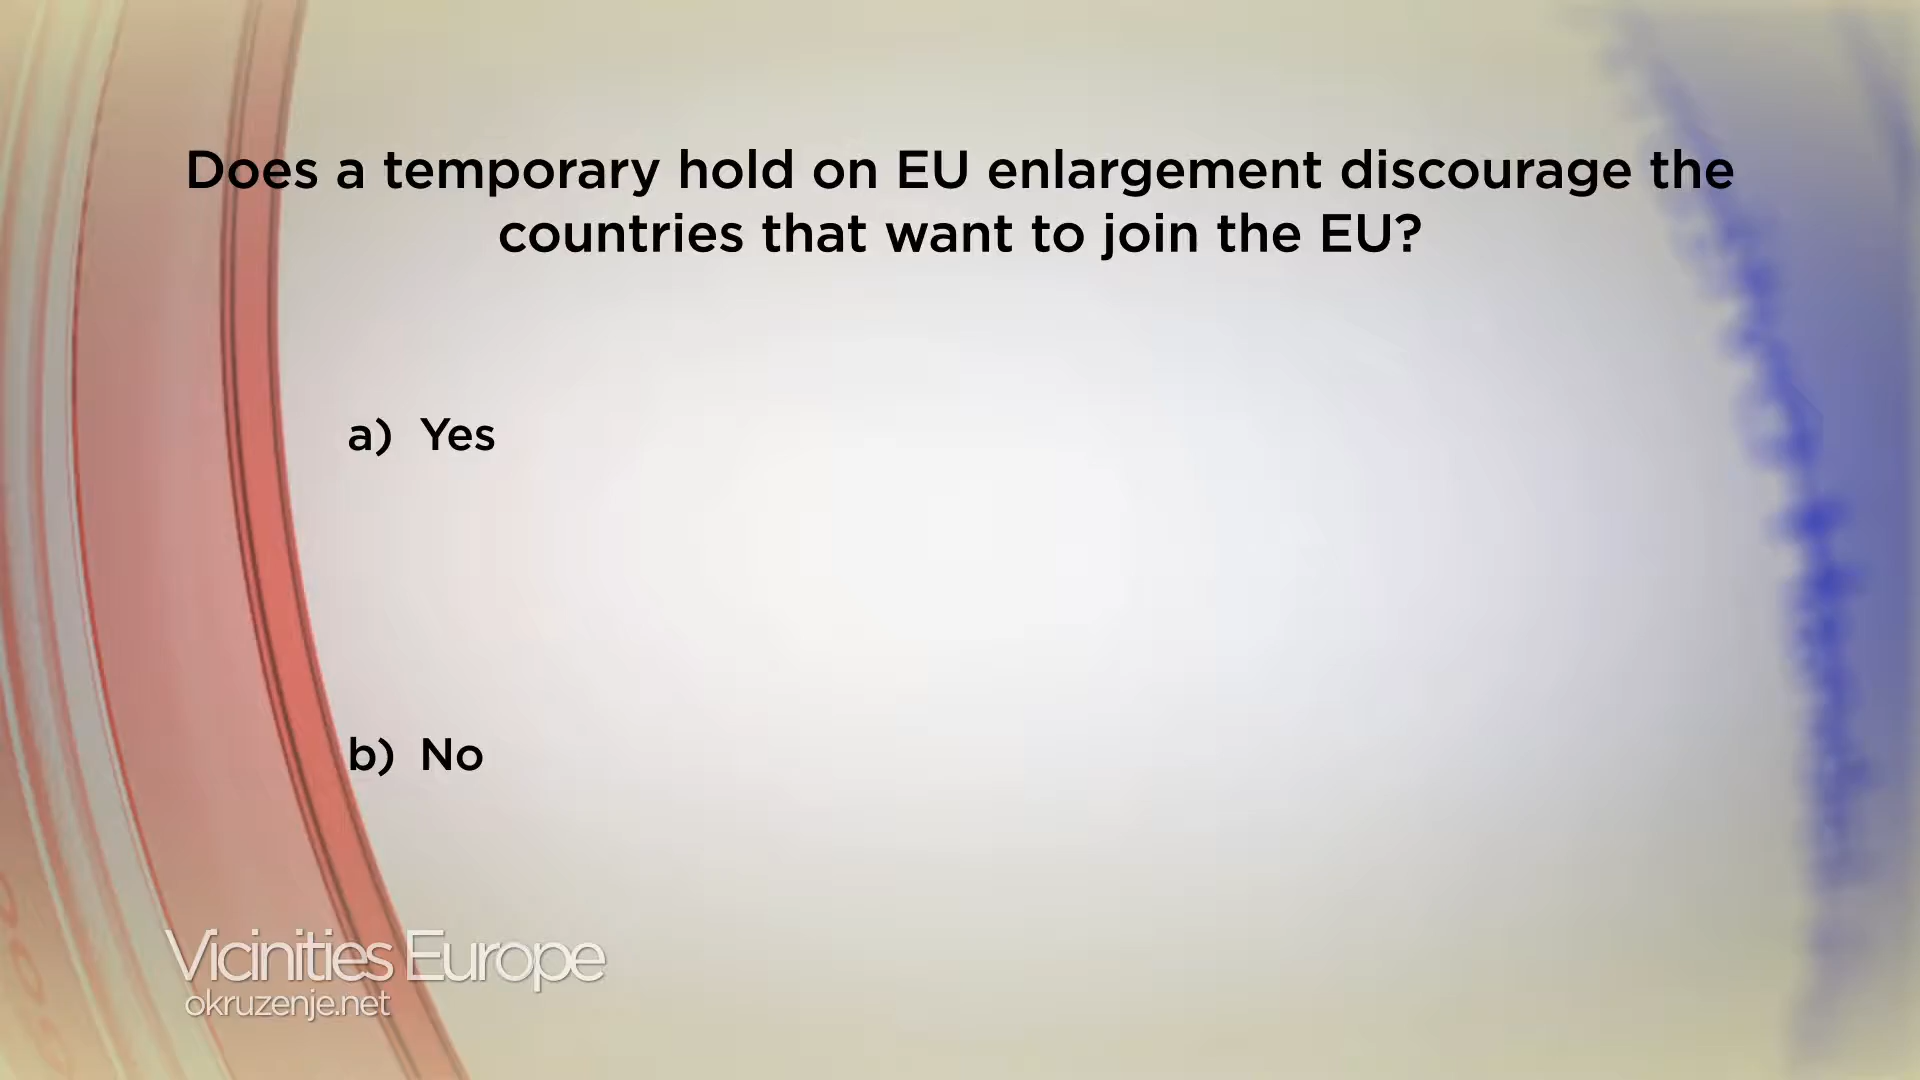 Does a temporary hold on EU enlargement discourage the
countries that want to join the EU?
a) Yes
b) No
Vicinities Europe
okruzenje.net